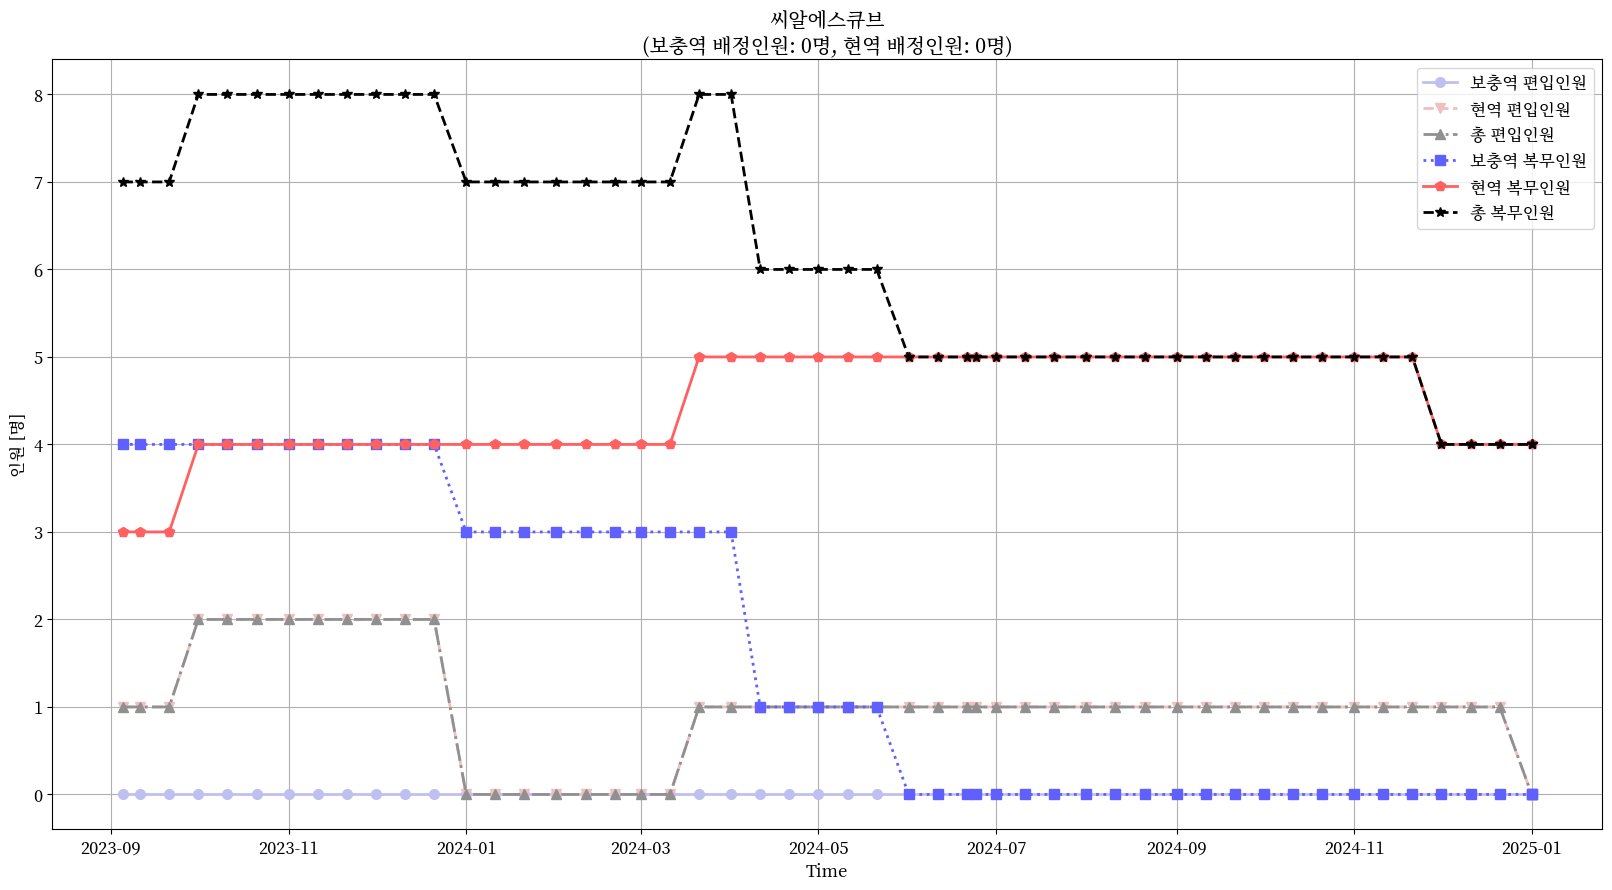 씨알에스큐브
(보충역 배정인원: 0명, 현역 배정인원: 0명)
보충역 편입인원
현역 편입인원
총 편입인원
보충역 복무인원
현역 복무인원
총 복무인원
인원 [명]
8
7
6
5
4
3
2
1
0
2023-09
2023-11
2024-01
2024-03
2024-05
2024-07
2024-09
2024-11
2025-01
Time